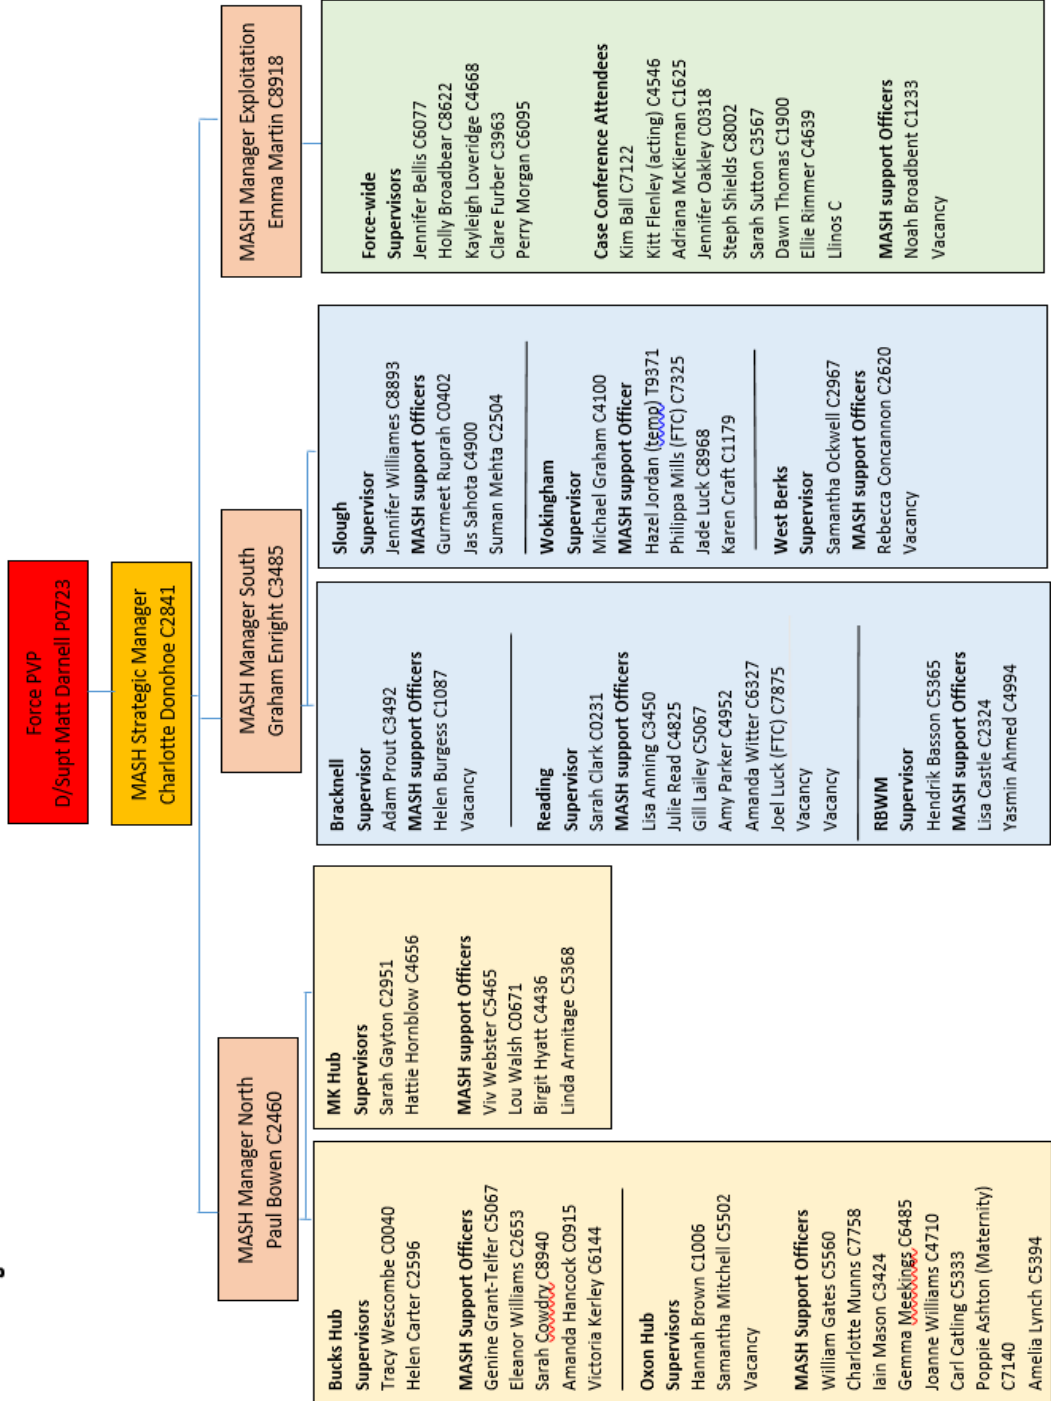 Force PVP
D/Supt Matt Darnell P0723
MASH Strategic Manager
Charlotte Donohoe C2841
MASH Manager North
Paul Bowen C2460
MASH Manager South
Graham Enright C3485
MASH Manager Exploitation
Emma Martin C8918
Bucks Hub
Supervisors
Tracy Wescombe C0040
Helen Carter C2596
MASH support Officers
Genine Grant-Telfer C5067
Eleanor Williams C2653
Sarah Cowdry C8940
Amanda Hancock C0915
Victoria Kerley C6144
Oxon Hub
Supervisors
Hannah Brown C1006
Samantha Mitchell C5502
Vacancy
MASH support Officers
William Gates C5560
Charlotte Munns C7758
Iain Mason C3424
Gemma Meekings C6485
Joanne Williams C4710
Carl Catling C5333
Poppie Ashton (Maternity)
C7140
Amelia Lynch C5394
MK Hub
Supervisors
Sarah Gayton C2951
Hattie Hornblow C4656
MASH support Officers
Viv Webster C5465
Lou Walsh C0671
Birgit Hyatt C4436
Linda Armitage C5368
Bracknell
Supervisor
Adam Prout C3492
MASH support Officers
Helen Burgess C1087
Vacancy
Reading
Supervisor
Sarah Clark C0231
MASH support Officers
Lisa Anning C3450
Julie Read C4825
Gill Lailey C5067
Amy Parker C4952
Amanda Witter C6327
Joel Luck (FTC) C7875
Vacancy
Vacancy
RBWM
Supervisor
Hendrik Basson C5365
MASH support Officers
Lisa Castle C2324
Yasmin Ahmed C4994
Slough
Supervisor
Jennifer Williames C8893
MASH support Officers
Gurmeet Ruprah C0402
Jas Sahota C4900
Suman Mehta C2504
Wokingham
Supervisor
Michael Graham C4100
MASH support Officer
Hazel Jordan (temp) T9371
Philippa Mills (FTC) C7325
Jade Luck C8968
Karen Craft C1179
West Berks
Supervisor
Samantha Ockwell C2967
MASH support Officers
Rebecca Concannon C2620
Vacancy
Force-wide
Supervisors
Jennifer Bellis C6077
Holly Broadbear C8622
Kayleigh Loveridge C4668
Clare Furber C3963
Perry Morgan C6095
Case Conference Attendees
Kim Ball C7122
Kitt Flenley (acting) C4546
Adriana McKiernan C1625
Jennifer Oakley C0318
Steph Shields C8002
Sarah Sutton C3567
Dawn Thomas C1900
Ellie Rimmer C4639
Llinos C
MASH support Officers
Noah Broadbent C1233
Vacancy